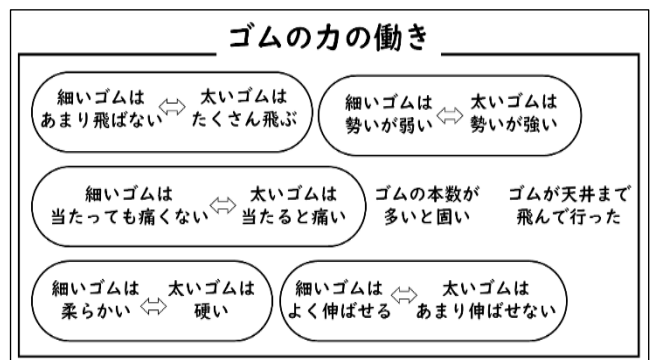 ゴムの力の働き
細いゴムは
あまり飛ばない
⇔
太いゴムは
たくさん飛ぶ
細いゴムは
勢いが弱い
⇔
太いゴムは
勢いが強い
細いゴムは
当たっても痛くない
⇔
太いゴムは
当たると痛い
ゴムの本数が
多いと固い
ゴムが天井まで
飛んで行った
細いゴムは
柔らかい
⇔
太いゴムは
硬い
細いゴムは
よく伸ばせる
⇔
太いゴムは
あまり伸ばせない